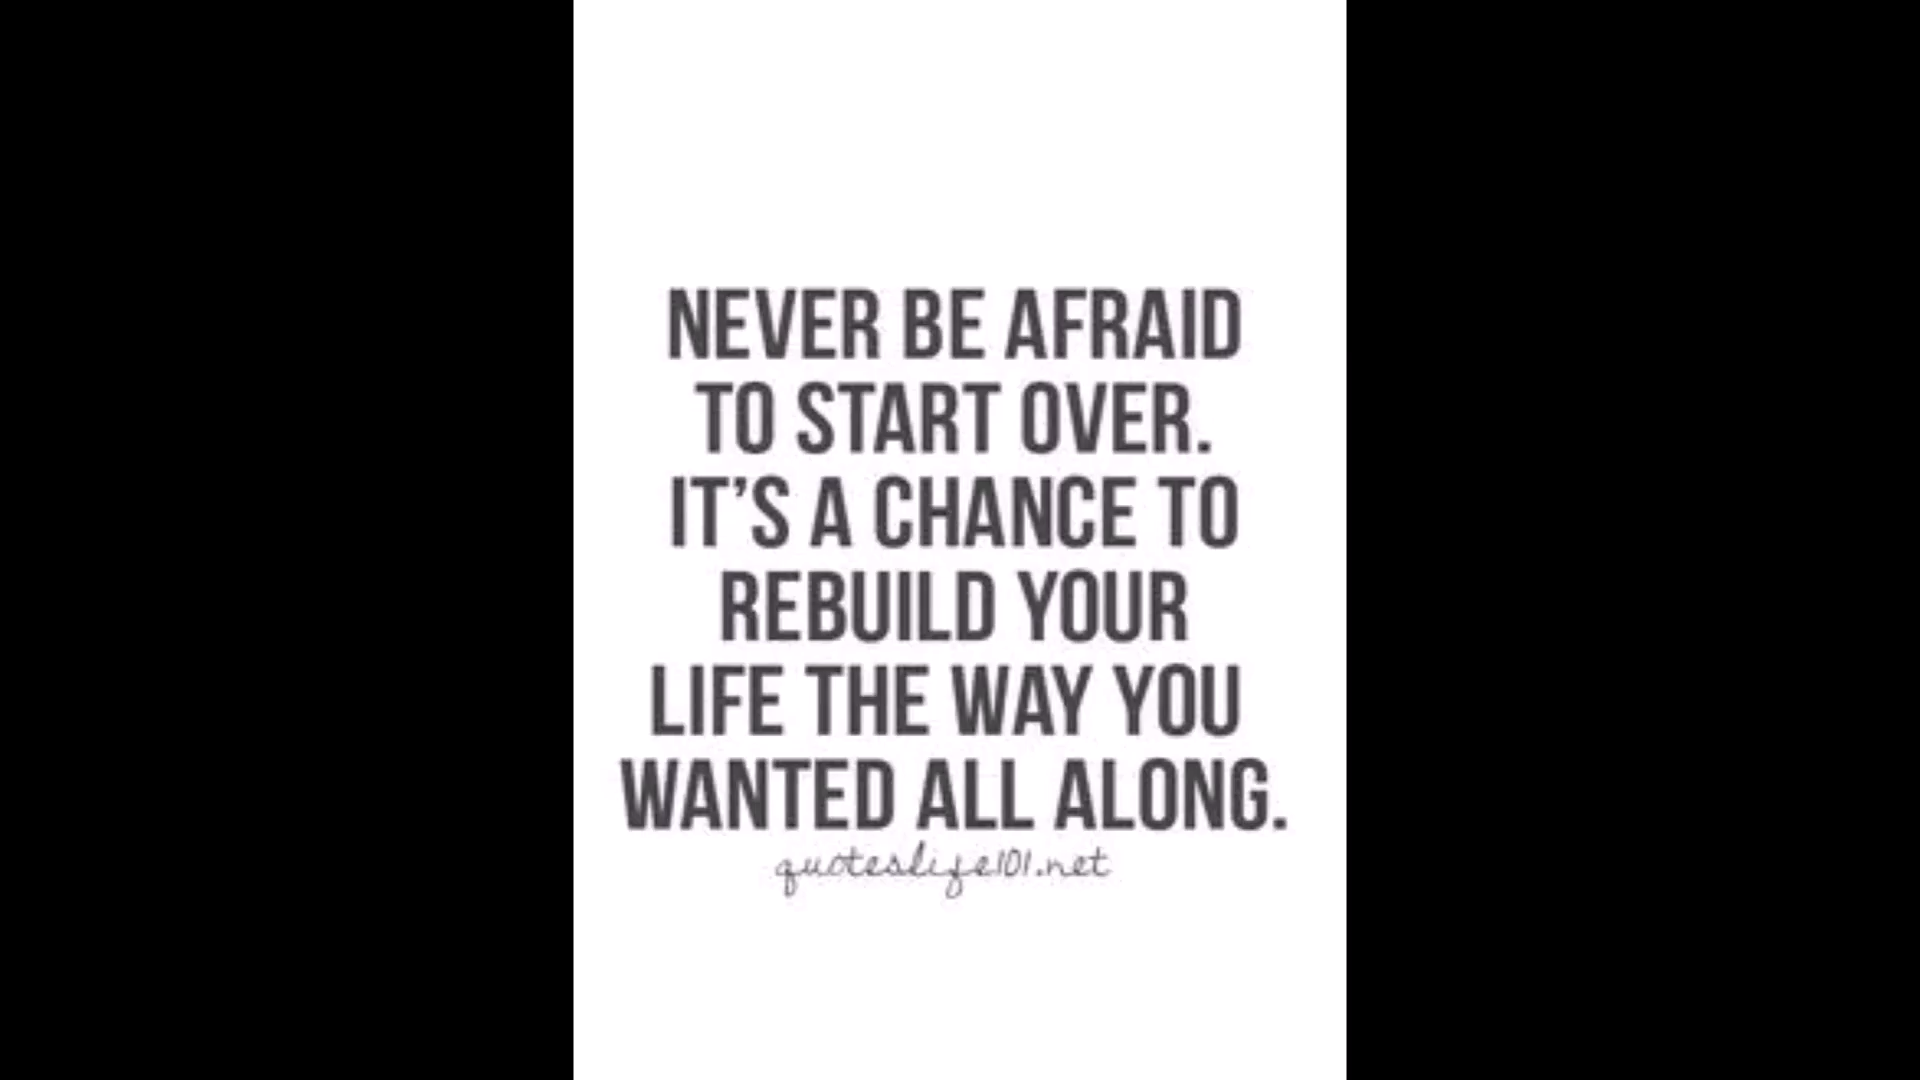 NEVER BE AFRAID
TO START OVER.
IT'S A CHANCE TO
REBUILD YOUR
LIFE THE WAY YOU
WANTED ALL ALONG.
quoteslife101.net